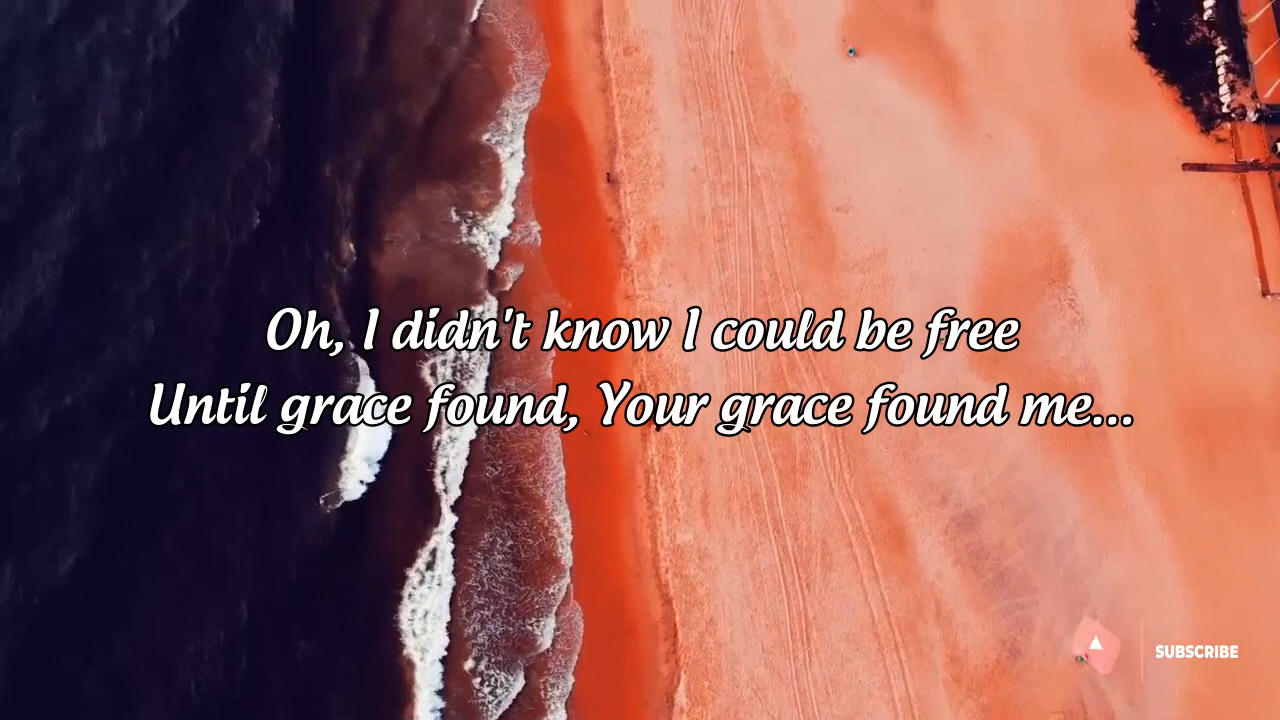 Oh, I didn't know I could be free
Until grace found, Your grace found me...
SUBSCRIBE